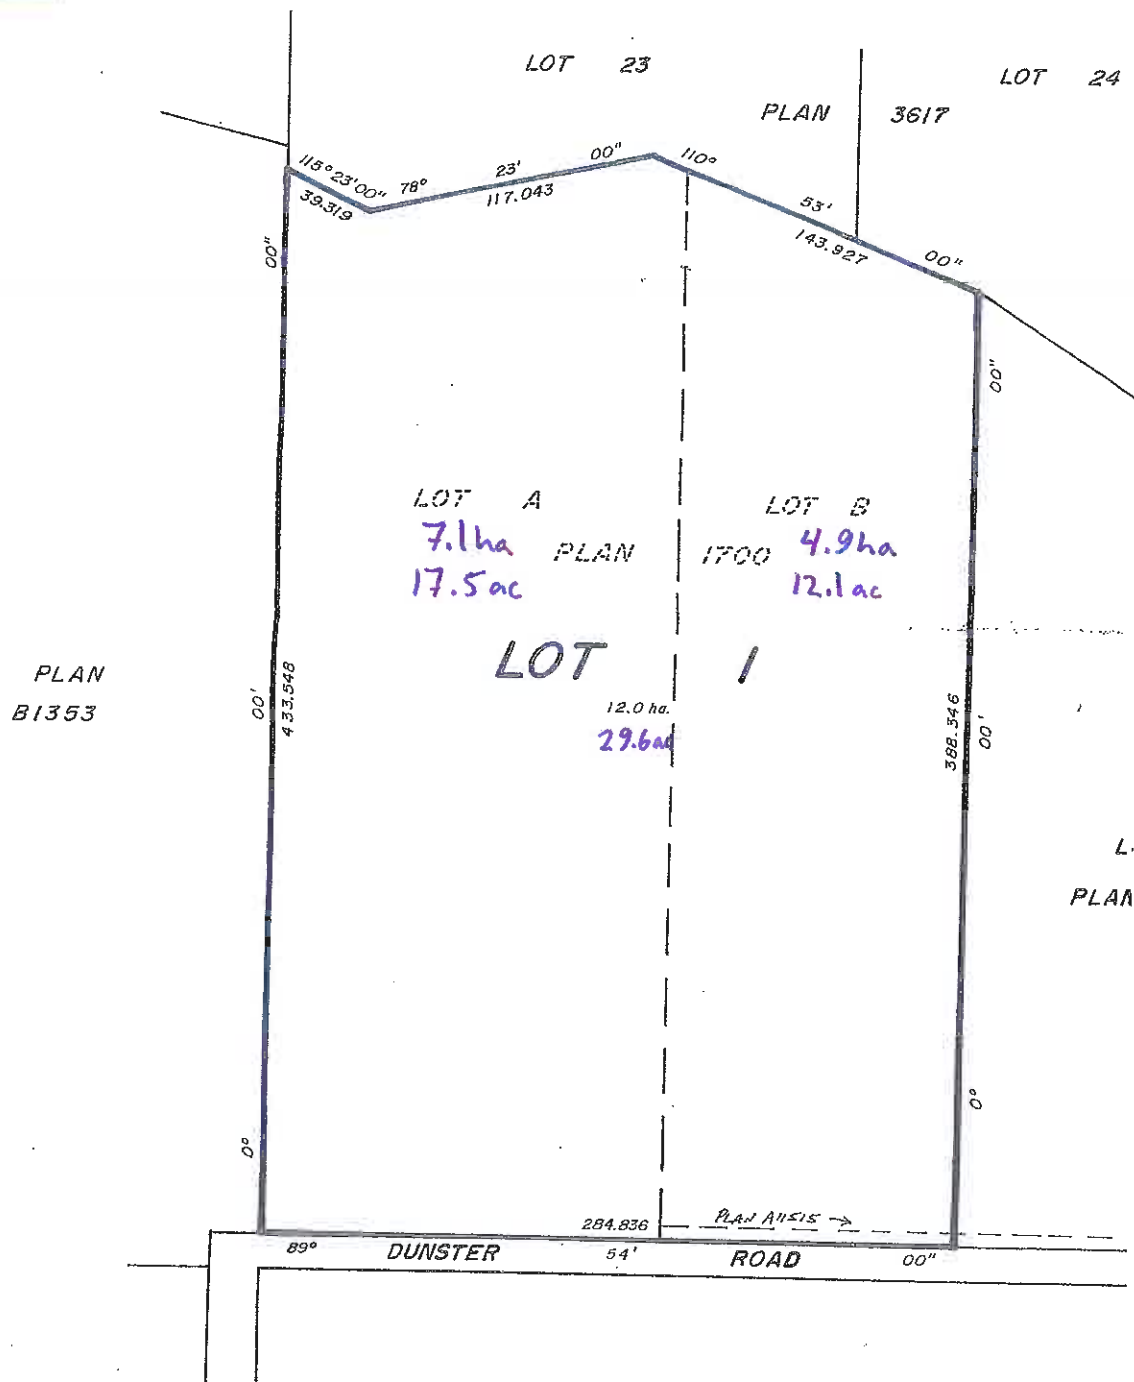 LOT 23
LOT 24
PLAN 3617
115°23'00"
39.319
78° 23' 00"
117.043
110° 53' 00"
143.927
00"
00"
LOT A
7.1ha
17.5ac
LOT B
4.9ha
12.1ac
PLAN 1700
LOT 1
12.0 ha.
29.6ac
PLAN
B1353
00'
433.548
388.346
00'
L.
PLAN
0°
0°
284.836
PLAN A11515
89° DUNSTER 54' ROAD 00"